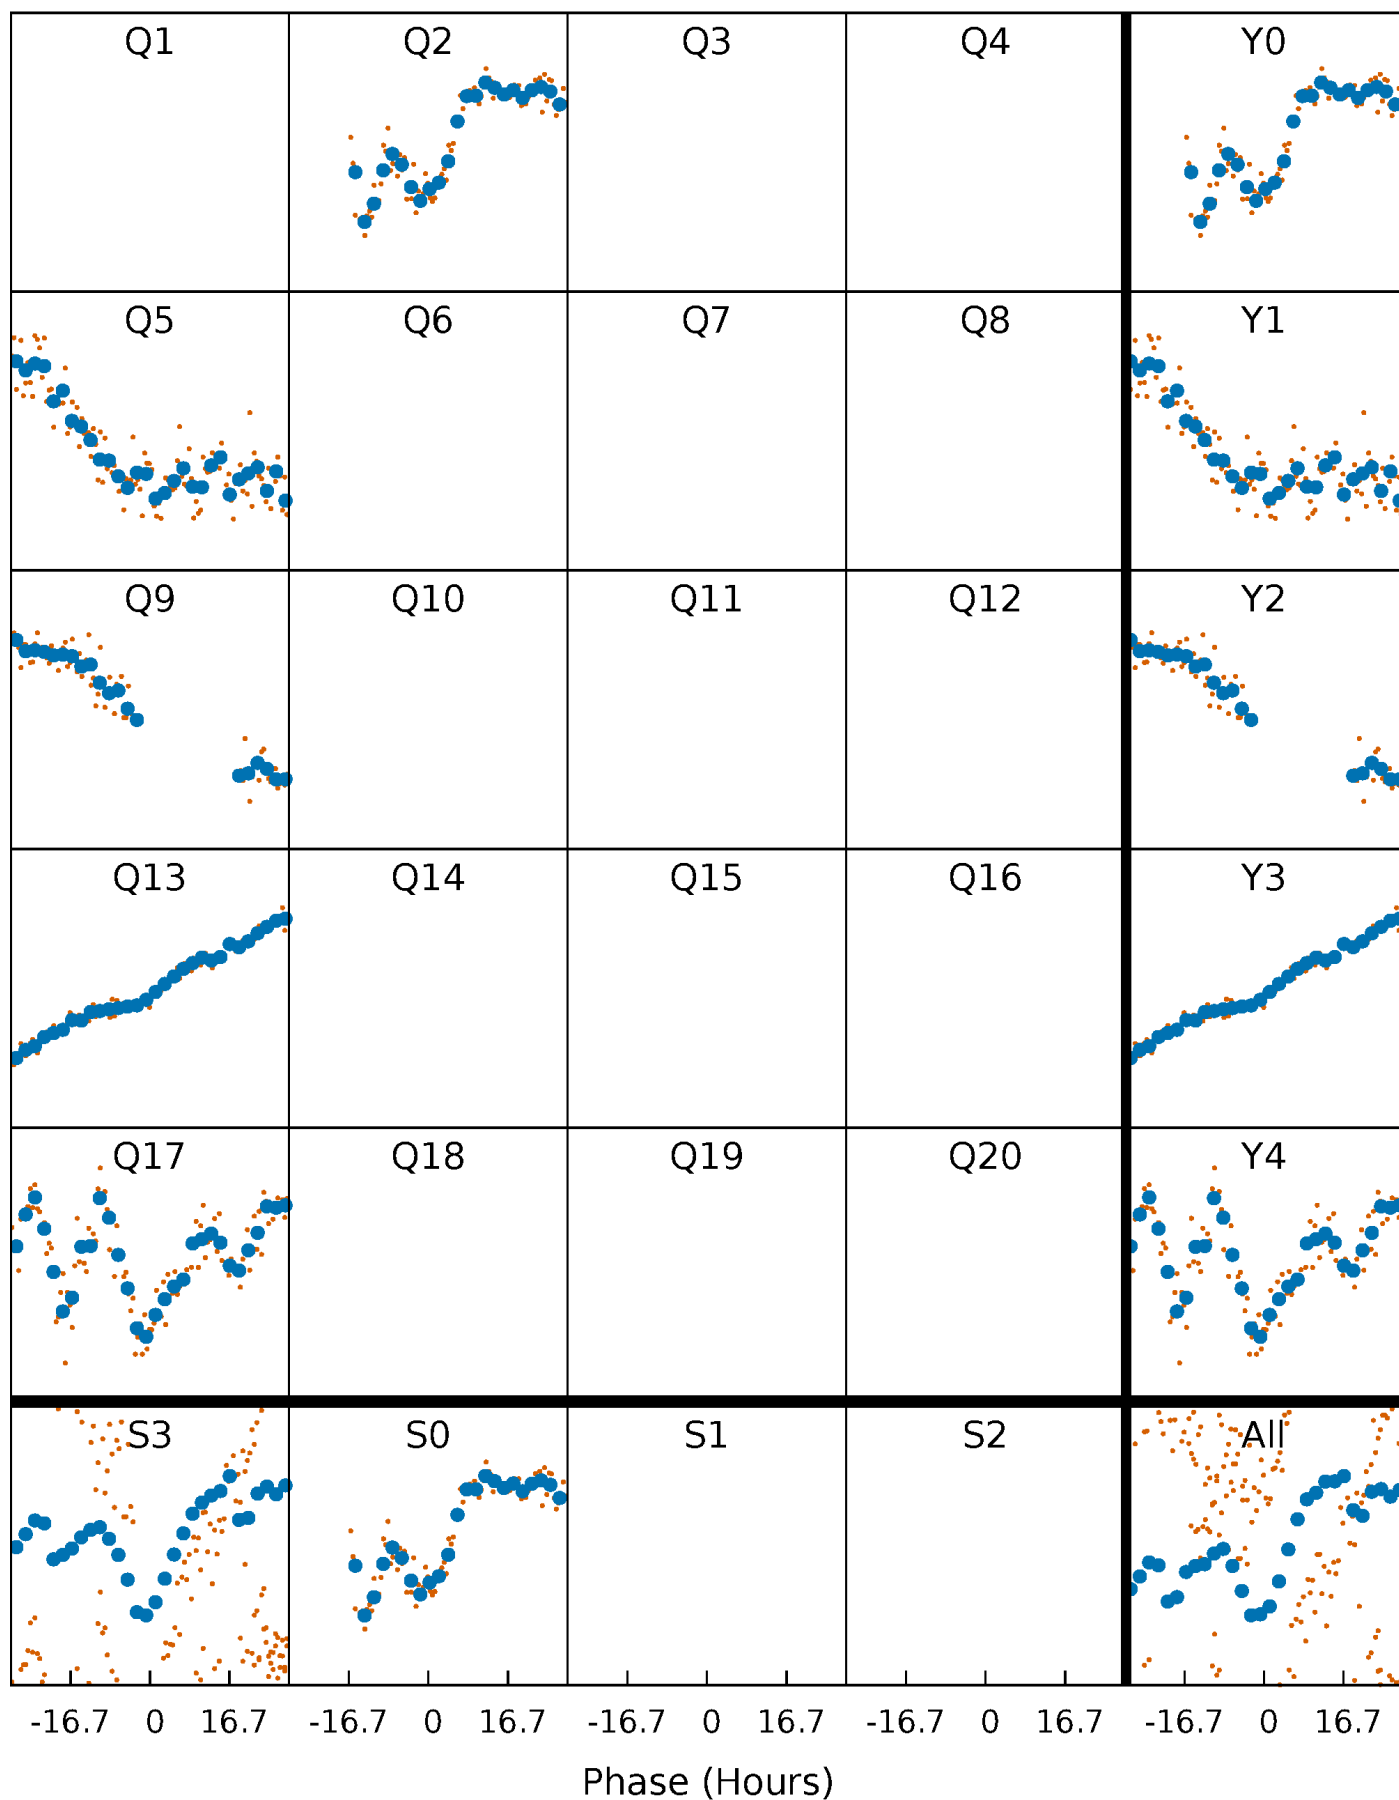 Q1 Q2 Q3 Q4 Y0
Q5 Q6 Q7 Q8 Y1
Q9 Q10 Q11 Q12 Y2
Q13 Q14 Q15 Q16 Y3
Q17 Q18 Q19 Q20 Y4
S3 S0 S1 S2 All
-16.7 0 16.7 -16.7 0 16.7 -16.7 0 16.7 -16.7 0 16.7 -16.7 0 16.7
Phase (Hours)